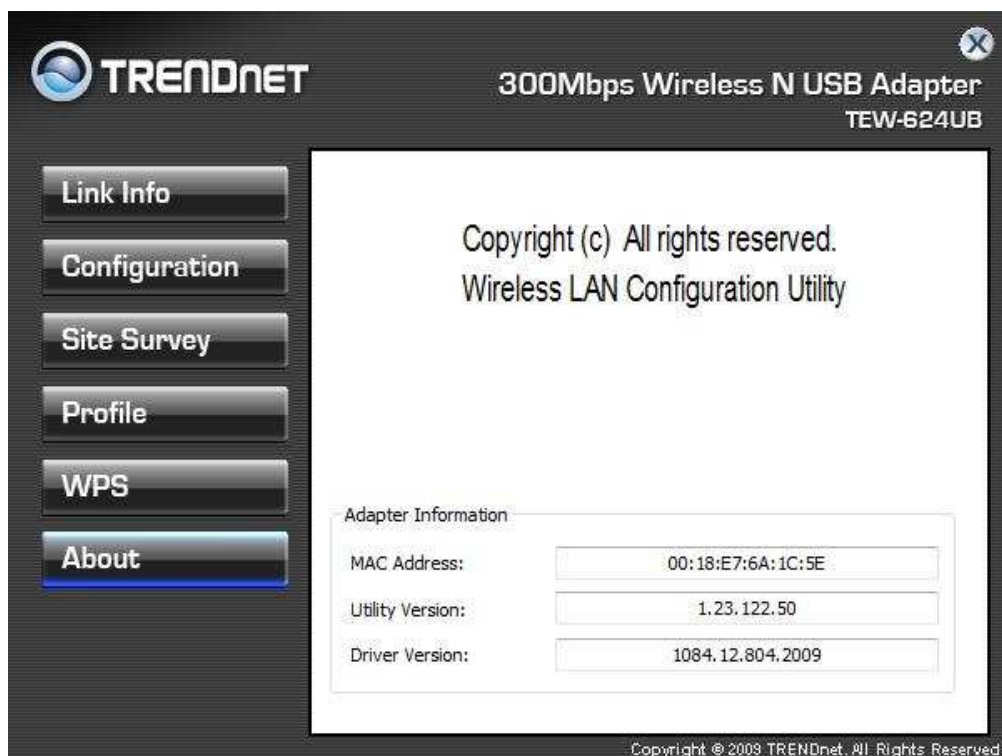 TRENDNET
300Mbps Wireless N USB Adapter
TEW-624UB
Link Info
Configuration
Site Survey
Profile
WPS
About
Copyright (c) All rights reserved.
Wireless LAN Configuration Utility
Adapter Information
MAC Address: 00:18:E7:6A:1C:5E
Utility Version: 1.23.122.50
Driver Version: 1084.12.804.2009
Copyright © 2009 TRENDnet. All Rights Reserved